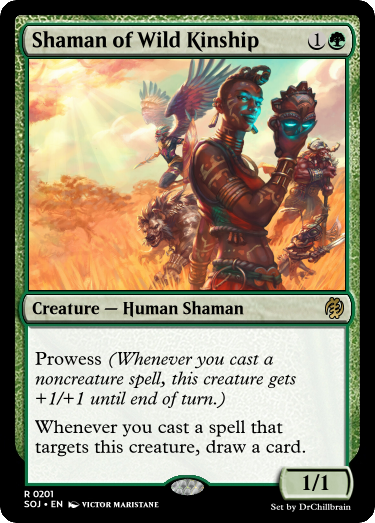 Shaman of Wild Kinship 1
Creature — Human Shaman
Prowess (Whenever you cast a
noncreature spell, this creature gets
+1/+1 until end of turn.)
Whenever you cast a spell that
targets this creature, draw a card.
1/1
R 0201
SOJ • EN VICTOR MARISTANE
Set by DrChillbrain